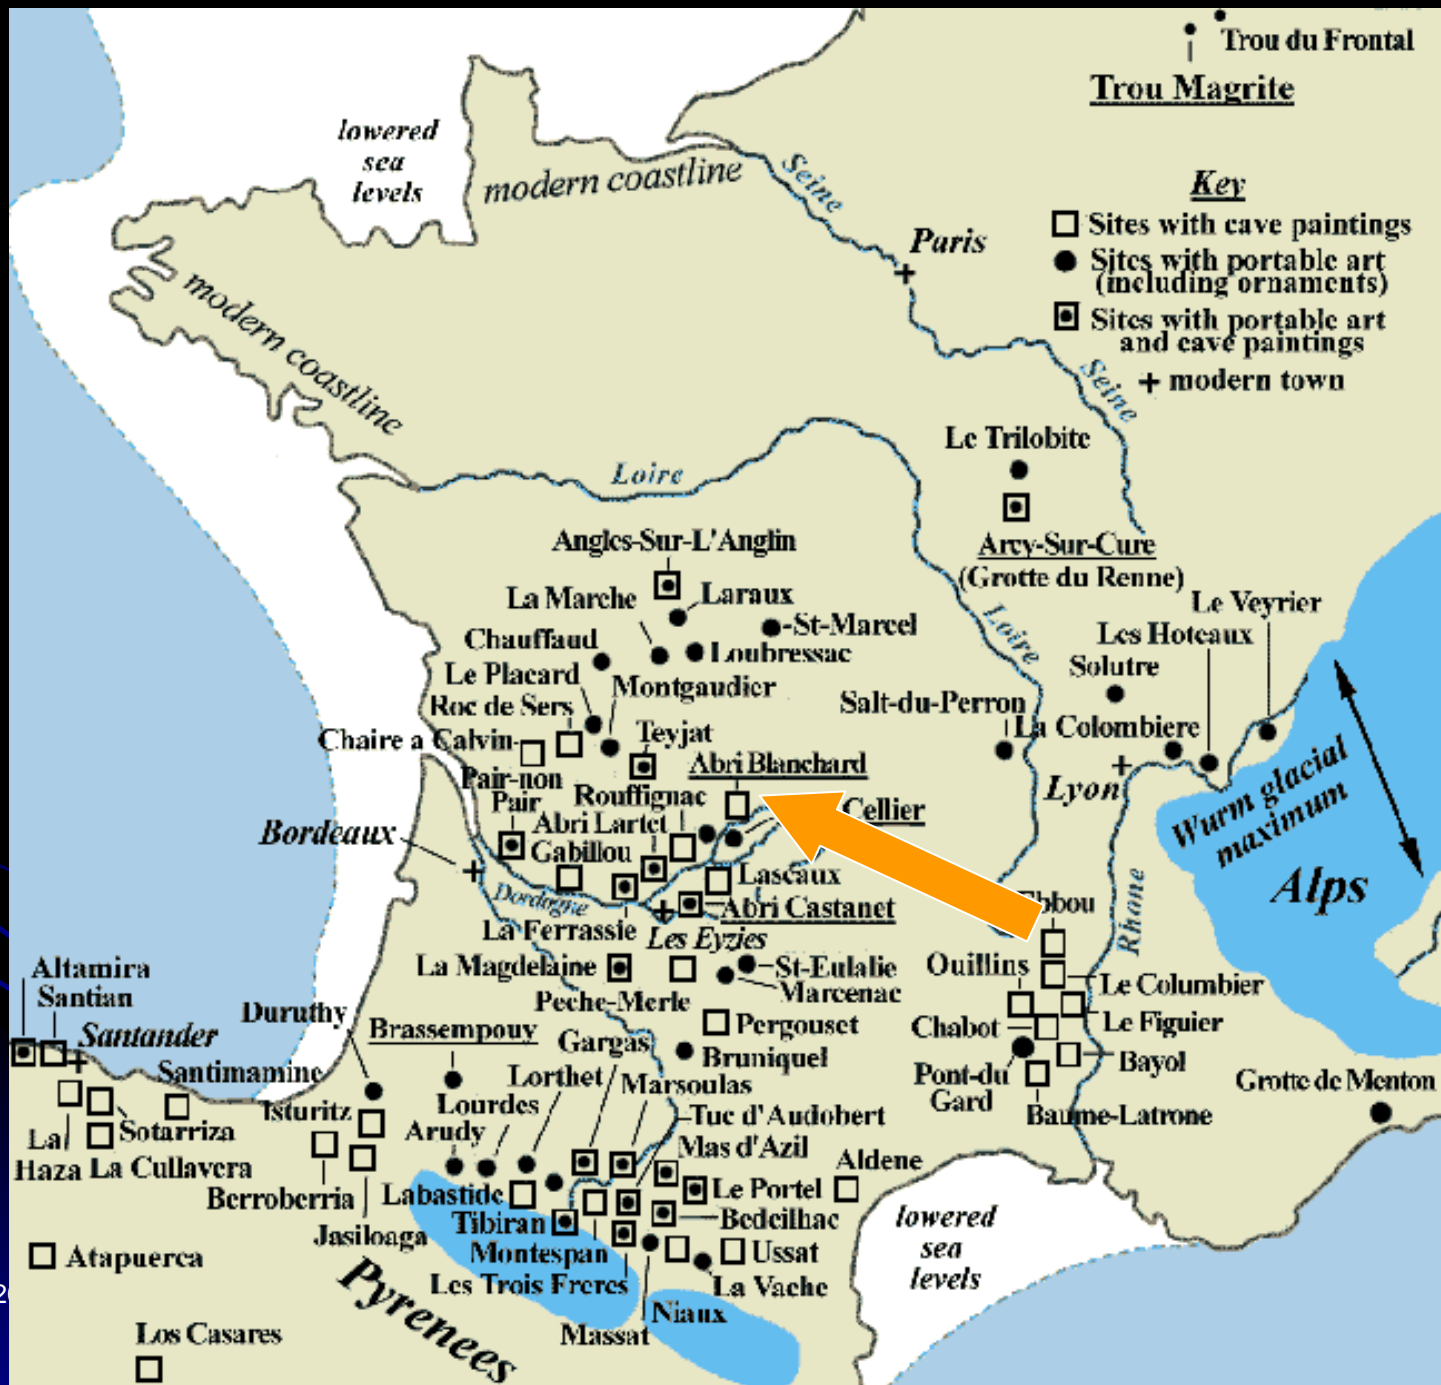 Trou du Frontal
Trou Magrite
lowered
sea
levels
modern coastline
Seine
Key
Sites with cave paintings
Paris
Sites with portable art
(including ornaments)
modern coastline
Sites with portable art
and cave paintings
modern town
Seine
Le Trilobite
Loire
Angles-Sur-L'Anglin
Arcy-Sur-Cure
(Grotte du Renne)
La Marche
Laraux
Le Veyrier
St-Marcel
Loire
Les Hoteaux
Chauffaud
Loubressac
Solutre
Le Placard
Montgaudier
Roc de Sers
Salt-du-Perron
La Colombiere
Chaire a Calvin
Teyjat
Abri Blanchard
Pair-non
Pair
Rouffignac
Lyon
Wurm glacial
maximum
Cellier
Bordeaux
Abri Lartet
Gabillou
Lascaux
Alps
Dordogne
Abri Castanet
Rhone
La Ferrassie
Les Eyzies
Altamira
La Magdelaine
St-Eulalie
Ouillins
Le Columbier
Santian
Peche-Merle
Marcenac
Duruthy
Brassempouy
Pergouset
Chabot
Le Figuier
Santander
Gargas
Bruniquel
Bayol
Santimamine
Lorthet
Marsoulas
Pont-du
Gard
Grotte de Menton
Isturitz
Lourdes
Tuc d'Audobert
Baume-Latrone
La
Haza
Sotarriza
Arudy
Mas d'Azil
La Cullavera
Aldene
Berroberria
Labastide
Le Portel
Jasiloaga
Tibiran
Bedeilhac
lowered
sea
levels
Atapuerca
Montespan
Ussat
Les Trois Freres
La Vache
Pyrenees
Niaux
Los Casares
Massat